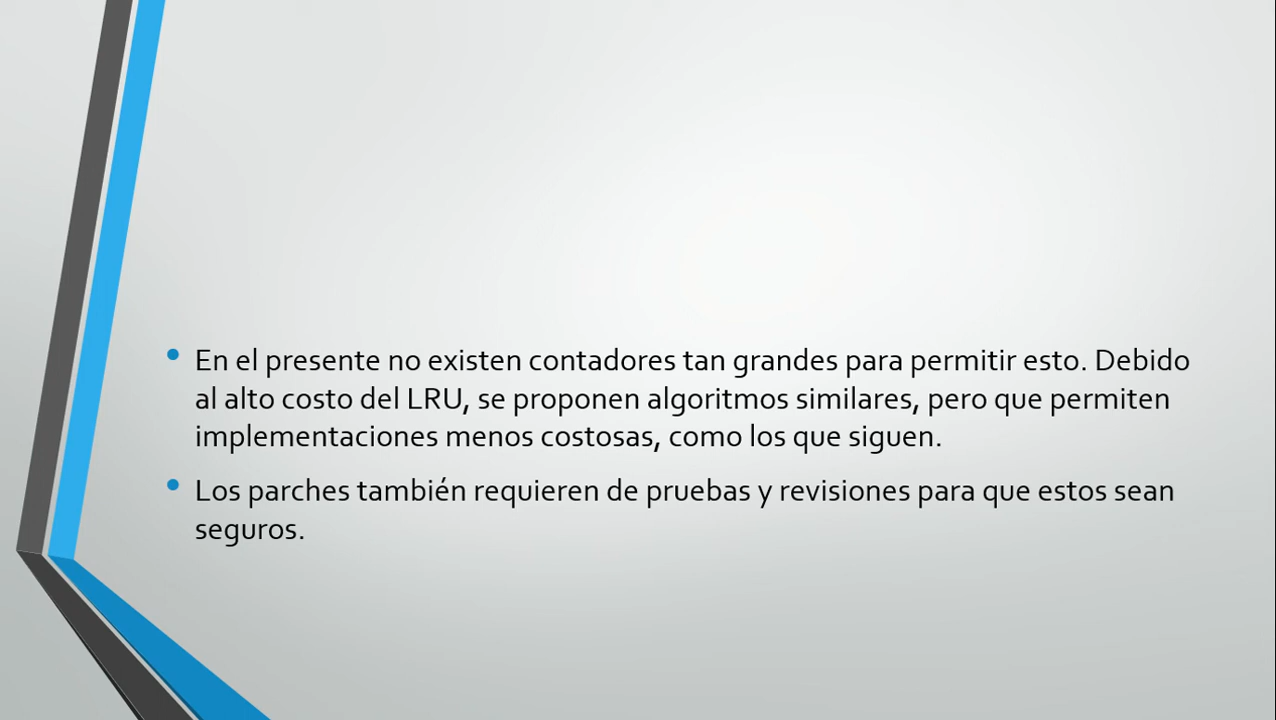 • En el presente no existen contadores tan grandes para permitir esto. Debido
al alto costo del LRU, se proponen algoritmos similares, pero que permiten
implementaciones menos costosas, como los que siguen.
• Los parches también requieren de pruebas y revisiones para que estos sean
seguros.